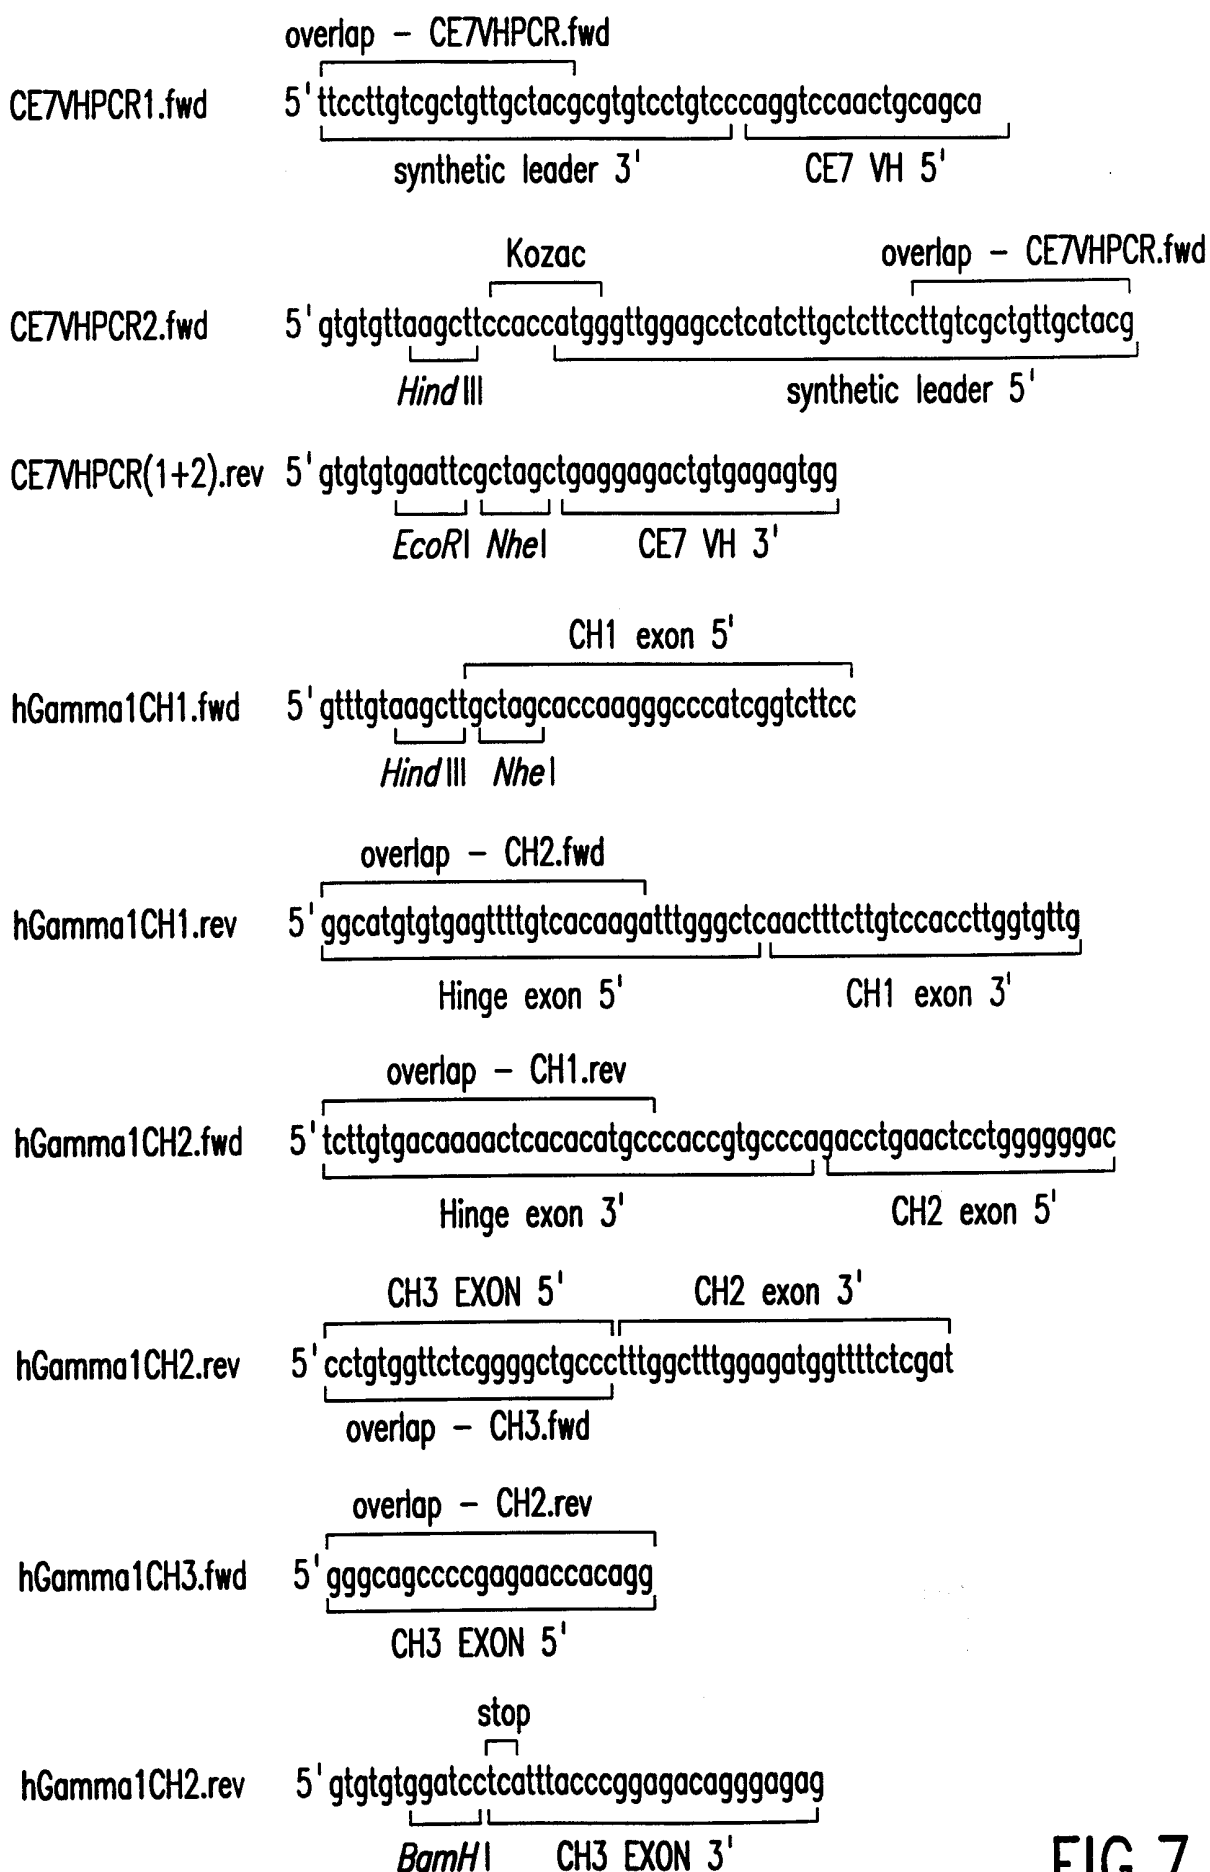 overlap – CE7VHPCR.fwd
CE7VHPCR1.fwd 5'ttccttgtcgctgttgctacgcgtgtcctgtcccaggtccaactgcagca
synthetic leader 3' CE7 VH 5'
Kozac overlap – CE7VHPCR.fwd
CE7VHPCR2.fwd 5'gtgtgttaagcttccaccatgggttggagcctcatcttgctcttccttgtcgctgttgctacg
HindIII synthetic leader 5'
CE7VHPCR(1+2).rev 5'gtgtgtgaattcgctagctgaggagactgtgagagtgg
EcoRI NheI CE7 VH 3'
CH1 exon 5'
hGamma1CH1.fwd 5'gtttgtaagcttgctagcaccaagggcccatcggtcttcc
HindIII NheI
overlap – CH2.fwd
hGamma1CH1.rev 5'ggcatgtgtgagttttgtcacaagatttgggctcaactttcttgtccaccttggtgttg
Hinge exon 5' CH1 exon 3'
overlap – CH1.rev
hGamma1CH2.fwd 5'tcttgtgacaaaactcacacatgcccaccgtgcccagacctgaactcctggggggac
Hinge exon 3' CH2 exon 5'
CH3 EXON 5' CH2 exon 3'
hGamma1CH2.rev 5'cctgtggttctcggggctgccctttggctttggagatggttttctcgat
overlap – CH3.fwd
overlap – CH2.rev
hGamma1CH3.fwd 5'gggcagccccgagaaccacagg
CH3 EXON 5'
stop
hGamma1CH2.rev 5'gtgtgtggatcctcatttacccggagacagggagag
BamHI CH3 EXON 3'
FIG.7